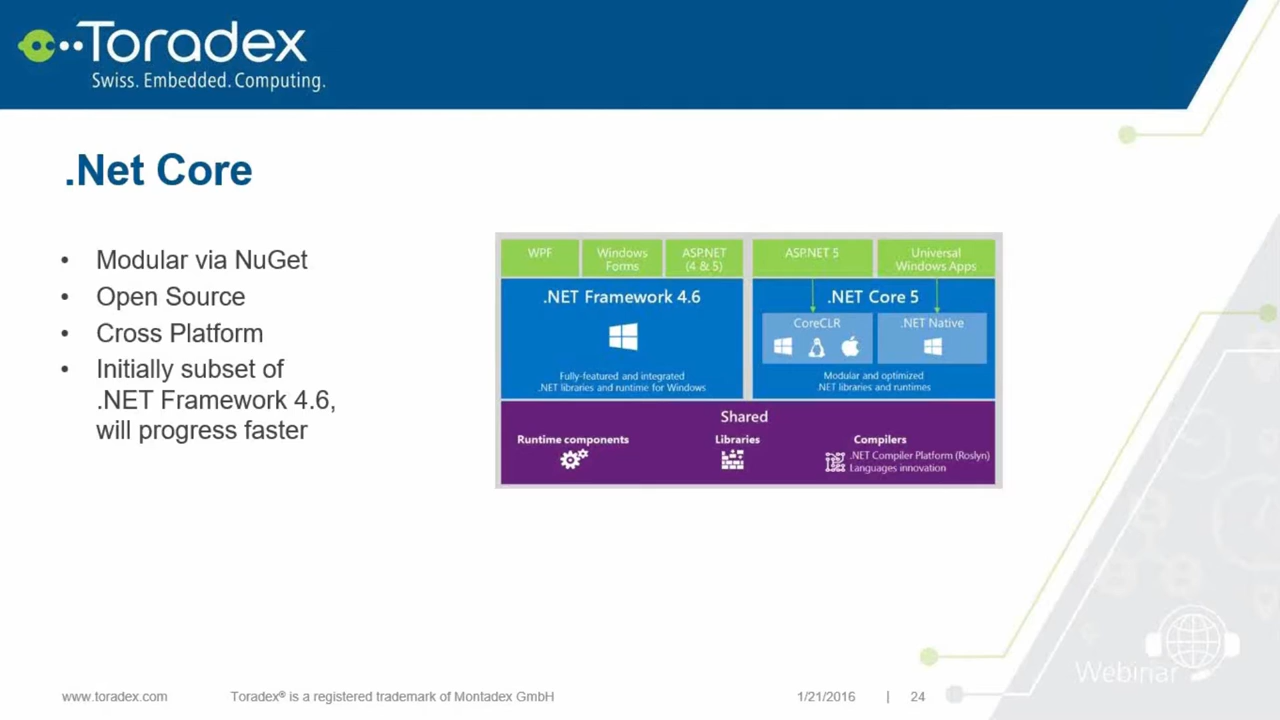 Toradex
Swiss. Embedded. Computing.
.Net Core
• Modular via NuGet
• Open Source
• Cross Platform
• Initially subset of
.NET Framework 4.6,
will progress faster
WPF
Windows
Forms
ASP.NET
(4 & 5)
ASP.NET 5
Universal
Windows Apps
.NET Framework 4.6
Fully-featured and integrated
.NET libraries and runtime for Windows
.NET Core 5
CoreCLR
.NET Native
Modular and optimized
.NET libraries and runtimes
Shared
Runtime components
Libraries
Compilers
.NET Compiler Platform (Roslyn)
Languages innovation
Webinar
www.toradex.com
Toradex® is a registered trademark of Montadex GmbH
1/21/2016 | 24